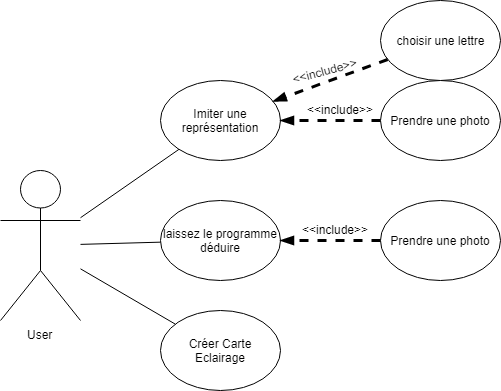 choisir une lettre
<<include>>
Imiter une
représentation
<<include>>
Prendre une photo
laissez le programme
déduire
<<include>>
Prendre une photo
User
Créer Carte
Eclairage